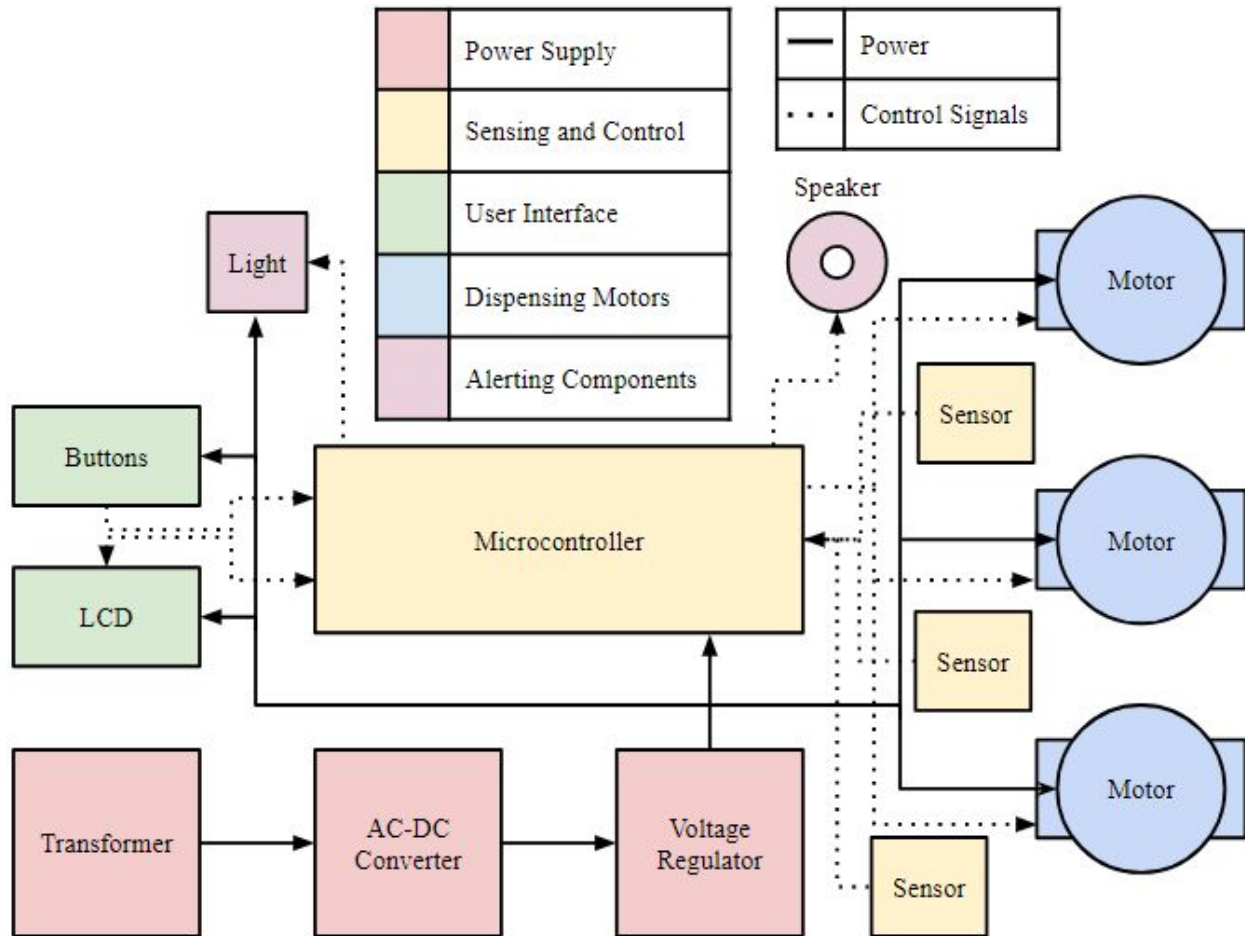 Power Supply
Sensing and Control
User Interface
Dispensing Motors
Alerting Components
Power
Control Signals
Speaker
Light
Motor
Sensor
Buttons
Microcontroller
Motor
LCD
Sensor
Transformer
AC-DC
Converter
Voltage
Regulator
Motor
Sensor